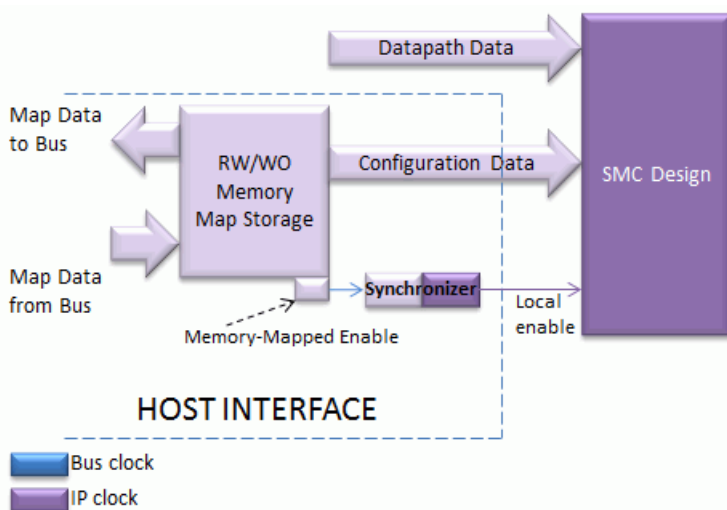 Datapath Data
Map Data
to Bus
RW/WO
Memory
Map Storage
Configuration Data
SMC Design
Map Data
from Bus
Synchronizer
Local
enable
Memory-Mapped Enable
HOST INTERFACE
Bus clock
IP clock